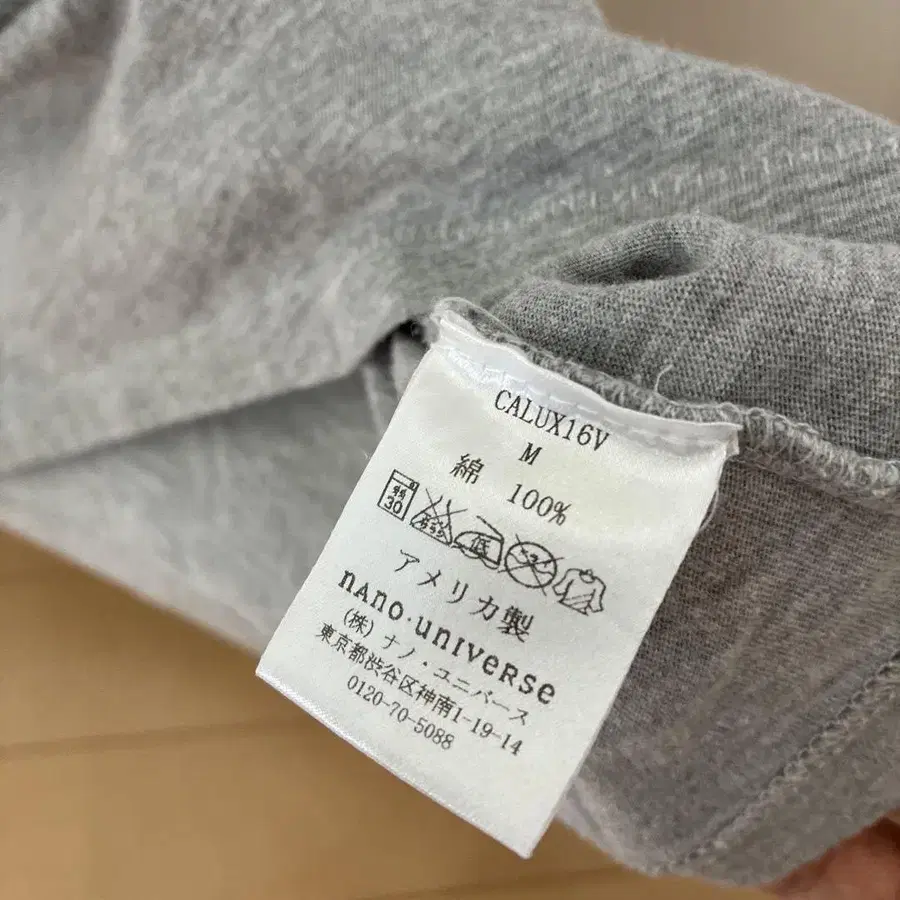 CALUX16V
M
綿 100%
30
低
アメリカ製
nano・universe
(株) ナノ・ユニバース
東京都渋谷区神南1-19-14
0120-70-5088